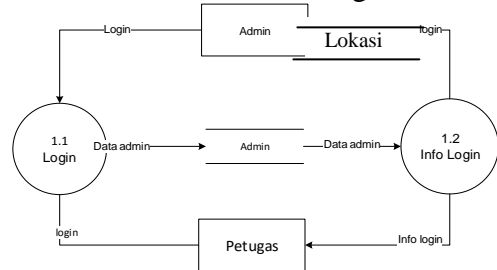 Login
Admin
Lokasi
login
1.1
Login
Data admin
Admin
Data admin
1.2
Info Login
login
Petugas
Info login